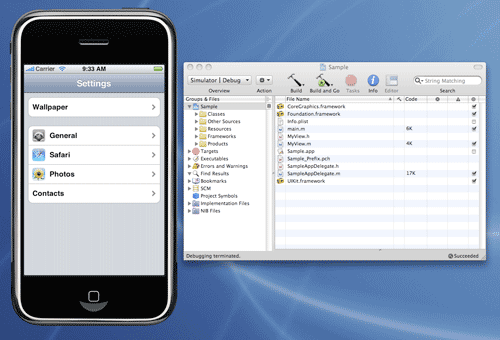 Carrier
9:33 AM
Settings
Wallpaper
General
Safari
Photos
Contacts
Sample
Simulator | Debug
Overview
Action
Build
Build and Go
Tasks
Info
Editor
String Matching
Search
Groups & Files
File Name
Code
Sample
Classes
Other Sources
Resources
Frameworks
Products
Targets
Executables
Errors and Warnings
Find Results
Bookmarks
SCM
Project Symbols
Implementation Files
NIB Files
CoreGraphics.framework
Foundation.framework
Info.plist
main.m 6K
MyView.h
MyView.m 4K
Sample.app
Sample_Prefix.pch
SampleAppDelegate.h
SampleAppDelegate.m 17K
UIKit.framework
Debugging terminated.
Succeeded